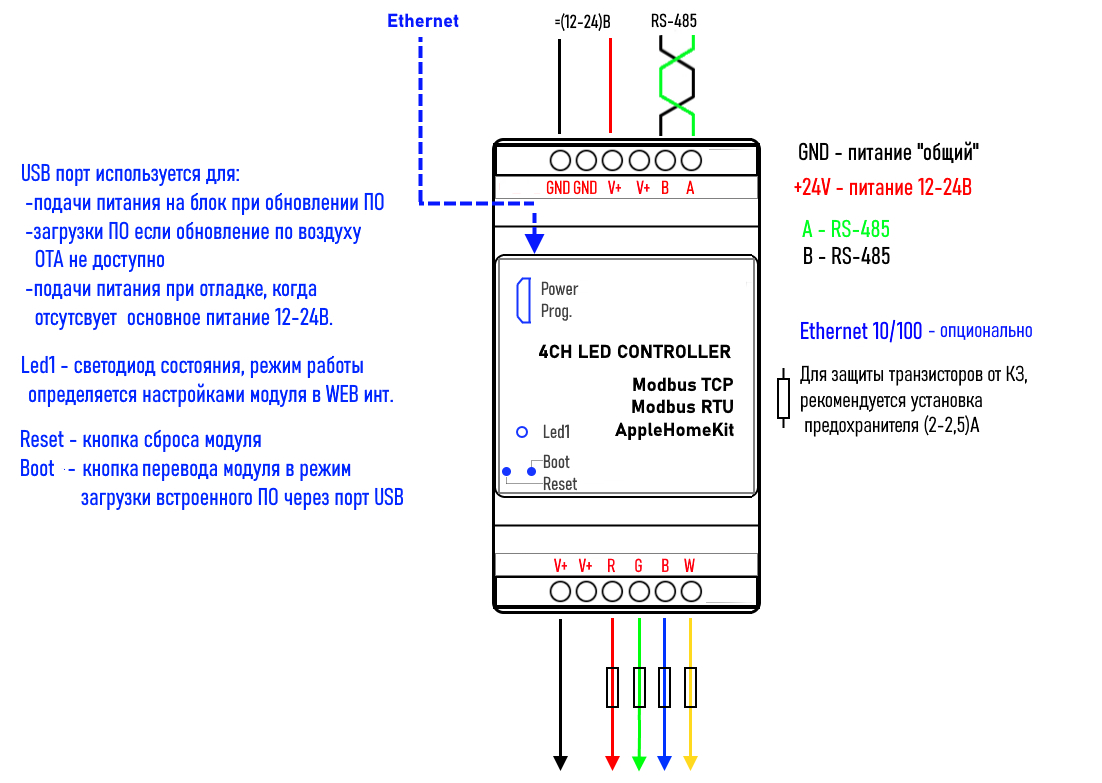 Ethernet
=(12-24)В
RS-485
GND GND V+ V+ B A
USB порт используется для:
-подачи питания на блок при обновлении ПО
-загрузки ПО если обновление по воздуху
ОТА не доступно
-подачи питания при отладке, когда
отсутсвует основное питание 12-24В.
Led1 - светодиод состояния, режим работы
определяется настройками модуля в WEB инт.
Reset - кнопка сброса модуля
Boot - кнопка перевода модуля в режим
загрузки встроенного ПО через порт USB
Power
Prog.
4CH LED CONTROLLER
Modbus TCP
Modbus RTU
AppleHomeKit
Led1
Boot
Reset
V+ V+ R G B W
GND - питание "общий"
+24V - питание 12-24В
A - RS-485
B - RS-485
Ethernet 10/100 - опционально
Для защиты транзисторов от КЗ,
рекомендуется установка
предохранителя (2-2,5)А